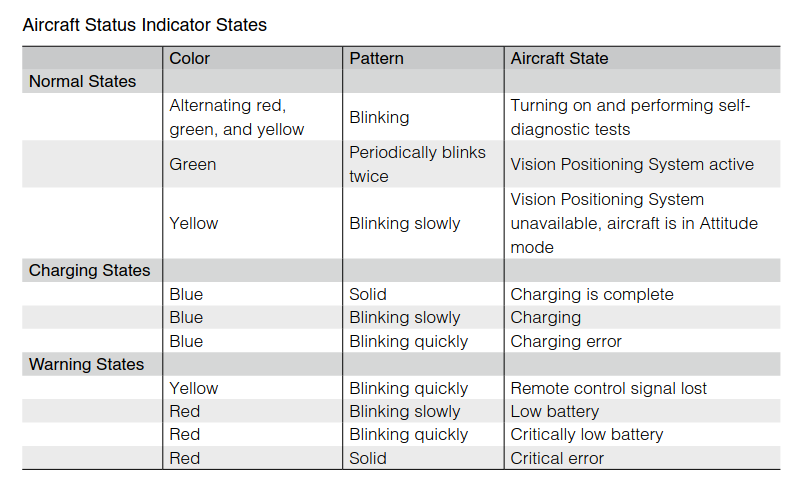 Aircraft Status Indicator States
Color Pattern Aircraft State
Normal States
Alternating red, green, and yellow Blinking Turning on and performing self-diagnostic tests
Green Periodically blinks twice Vision Positioning System active
Yellow Blinking slowly Vision Positioning System unavailable, aircraft is in Attitude mode
Charging States
Blue Solid Charging is complete
Blue Blinking slowly Charging
Blue Blinking quickly Charging error
Warning States
Yellow Blinking quickly Remote control signal lost
Red Blinking slowly Low battery
Red Blinking quickly Critically low battery
Red Solid Critical error